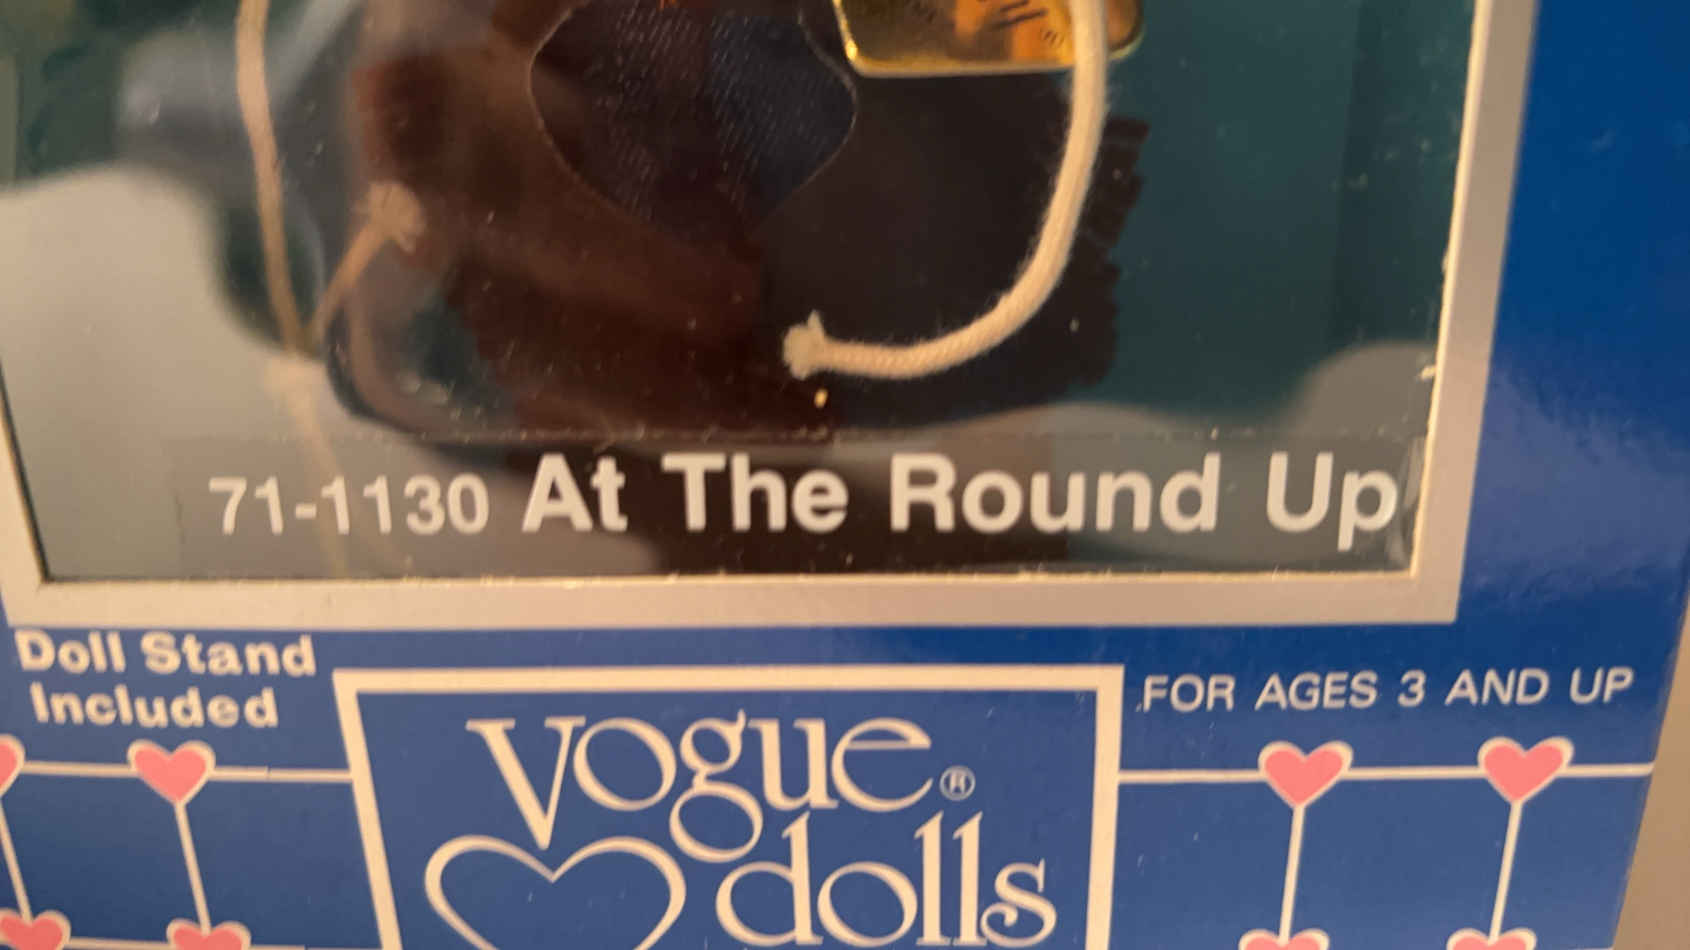 71-1130 At The Round Up
Doll Stand
Included
FOR AGES 3 AND UP
Vogue®
dolls